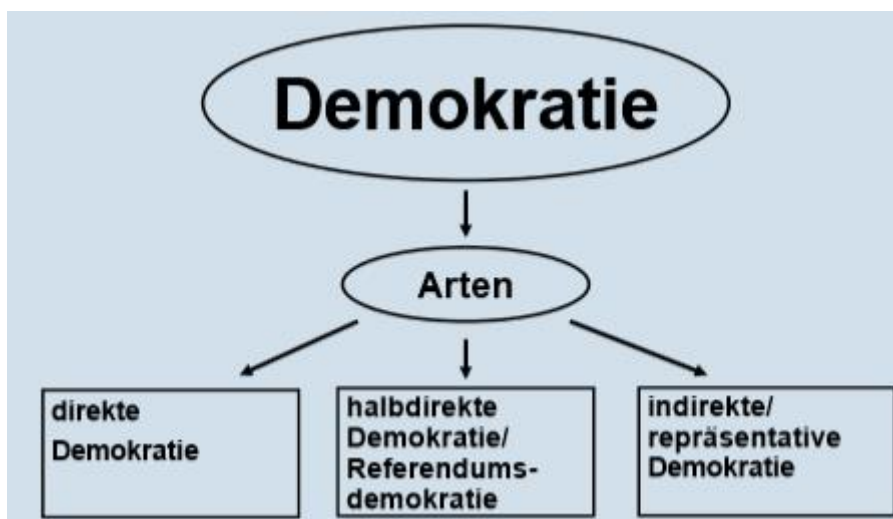 Demokratie
Arten
direkte
Demokratie
halbdirekte
Demokratie/
Referendums-
demokratie
indirekte/
repräsentative
Demokratie